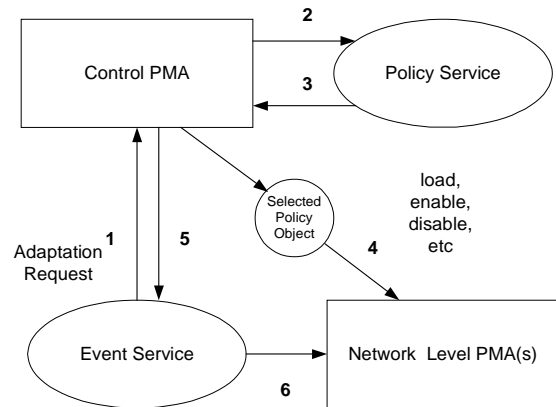 2
Control PMA
Policy Service
3
Selected
Policy
Object
load,
enable,
disable,
etc
1
5
4
Adaptation
Request
Event Service
Network Level PMA(s)
6